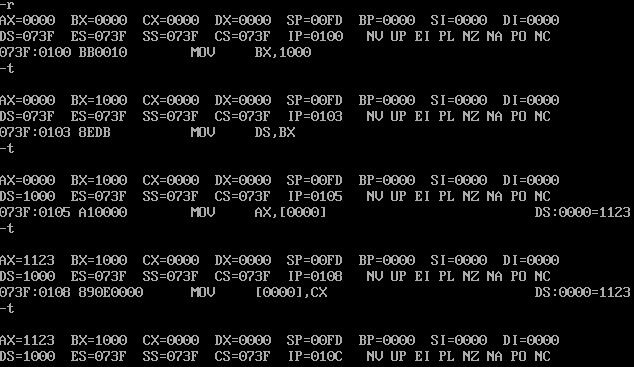 -r
AX=0000 BX=0000 CX=0000 DX=0000 SP=00FD BP=0000 SI=0000 DI=0000
DS=073F ES=073F SS=073F CS=073F IP=0100 NV UP EI PL NZ NA PO NC
073F:0100 BB0010 MOV BX,1000
-t
AX=0000 BX=1000 CX=0000 DX=0000 SP=00FD BP=0000 SI=0000 DI=0000
DS=073F ES=073F SS=073F CS=073F IP=0103 NV UP EI PL NZ NA PO NC
073F:0103 8EDB MOV DS,BX
-t
AX=0000 BX=1000 CX=0000 DX=0000 SP=00FD BP=0000 SI=0000 DI=0000
DS=1000 ES=073F SS=073F CS=073F IP=0105 NV UP EI PL NZ NA PO NC
073F:0105 A10000 MOV AX,[0000] DS:0000=1123
-t
AX=1123 BX=1000 CX=0000 DX=0000 SP=00FD BP=0000 SI=0000 DI=0000
DS=1000 ES=073F SS=073F CS=073F IP=0108 NV UP EI PL NZ NA PO NC
073F:0108 890E0000 MOV [0000],CX DS:0000=1123
-t
AX=1123 BX=1000 CX=0000 DX=0000 SP=00FD BP=0000 SI=0000 DI=0000
DS=1000 ES=073F SS=073F CS=073F IP=010C NV UP EI PL NZ NA PO NC